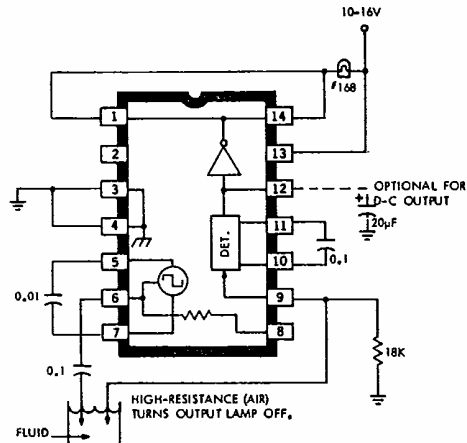 10-16V
#168
1
14
2
13
3
12
OPTIONAL FOR
D-C OUTPUT
+
20µF
4
11
DET.
0.1
5
10
0.01
6
9
7
8
18K
0.1
HIGH-RESISTANCE (AIR)
TURNS OUTPUT LAMP OFF.
FLUID